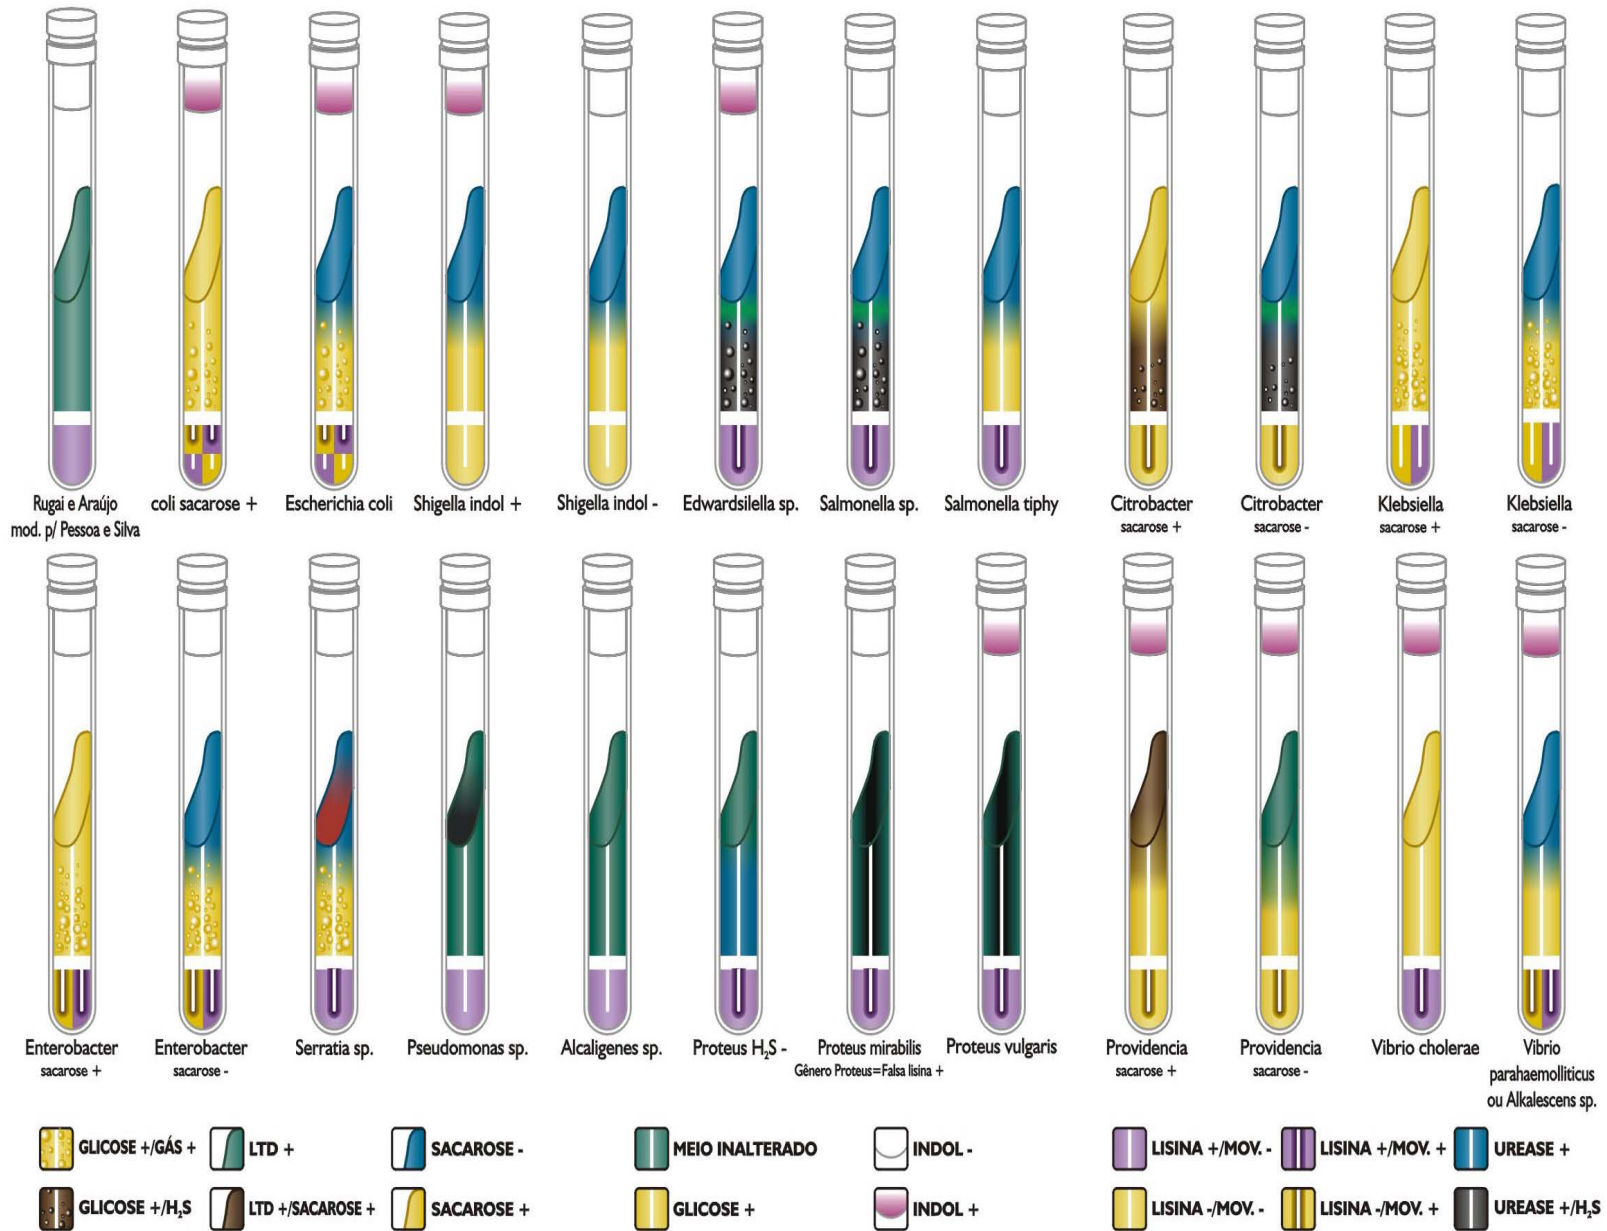 Rugai e Araújo
mod. p/ Pessoa e Silva
coli sacarose +
Escherichia coli
Shigella indol +
Shigella indol -
Edwardsilella sp.
Salmonella sp.
Salmonella tiphy
Citrobacter
sacarose +
Citrobacter
sacarose -
Klebsiella
sacarose +
Klebsiella
sacarose -
Enterobacter
sacarose +
Enterobacter
sacarose -
Serratia sp.
Pseudomonas sp.
Alcaligenes sp.
Proteus H₂S -
Proteus mirabilis
Gênero Proteus=Falsa lisina +
Proteus vulgaris
Providencia
sacarose +
Providencia
sacarose -
Vibrio cholerae
Vibrio
parahaemolliticus
ou Alkalescens sp.
GLICOSE +/GÁS +
LTD +
SACAROSE -
MEIO INALTERADO
INDOL -
LISINA +/MOV. -
LISINA +/MOV. +
UREASE +
GLICOSE +/H₂S
LTD +/SACAROSE +
SACAROSE +
GLICOSE +
INDOL +
LISINA -/MOV. -
LISINA -/MOV. +
UREASE +/H₂S